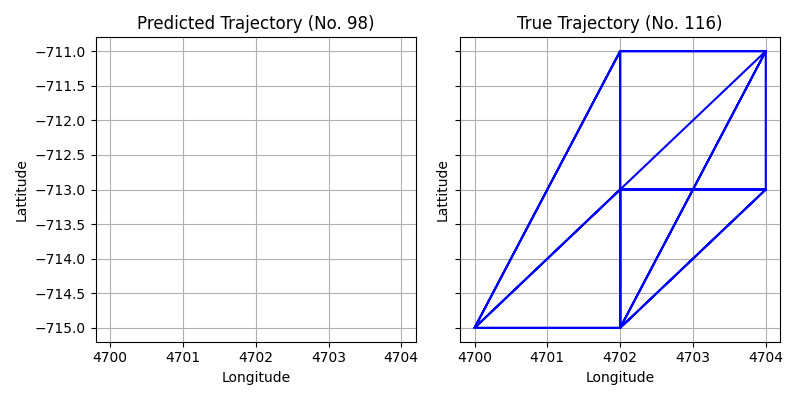 Predicted Trajectory (No. 98)
True Trajectory (No. 116)
−711.0
−711.5
−712.0
−712.5
−713.0
−713.5
−714.0
−714.5
−715.0
Lattitude
Lattitude
4700 4701 4702 4703 4704
4700 4701 4702 4703 4704
Longitude
Longitude